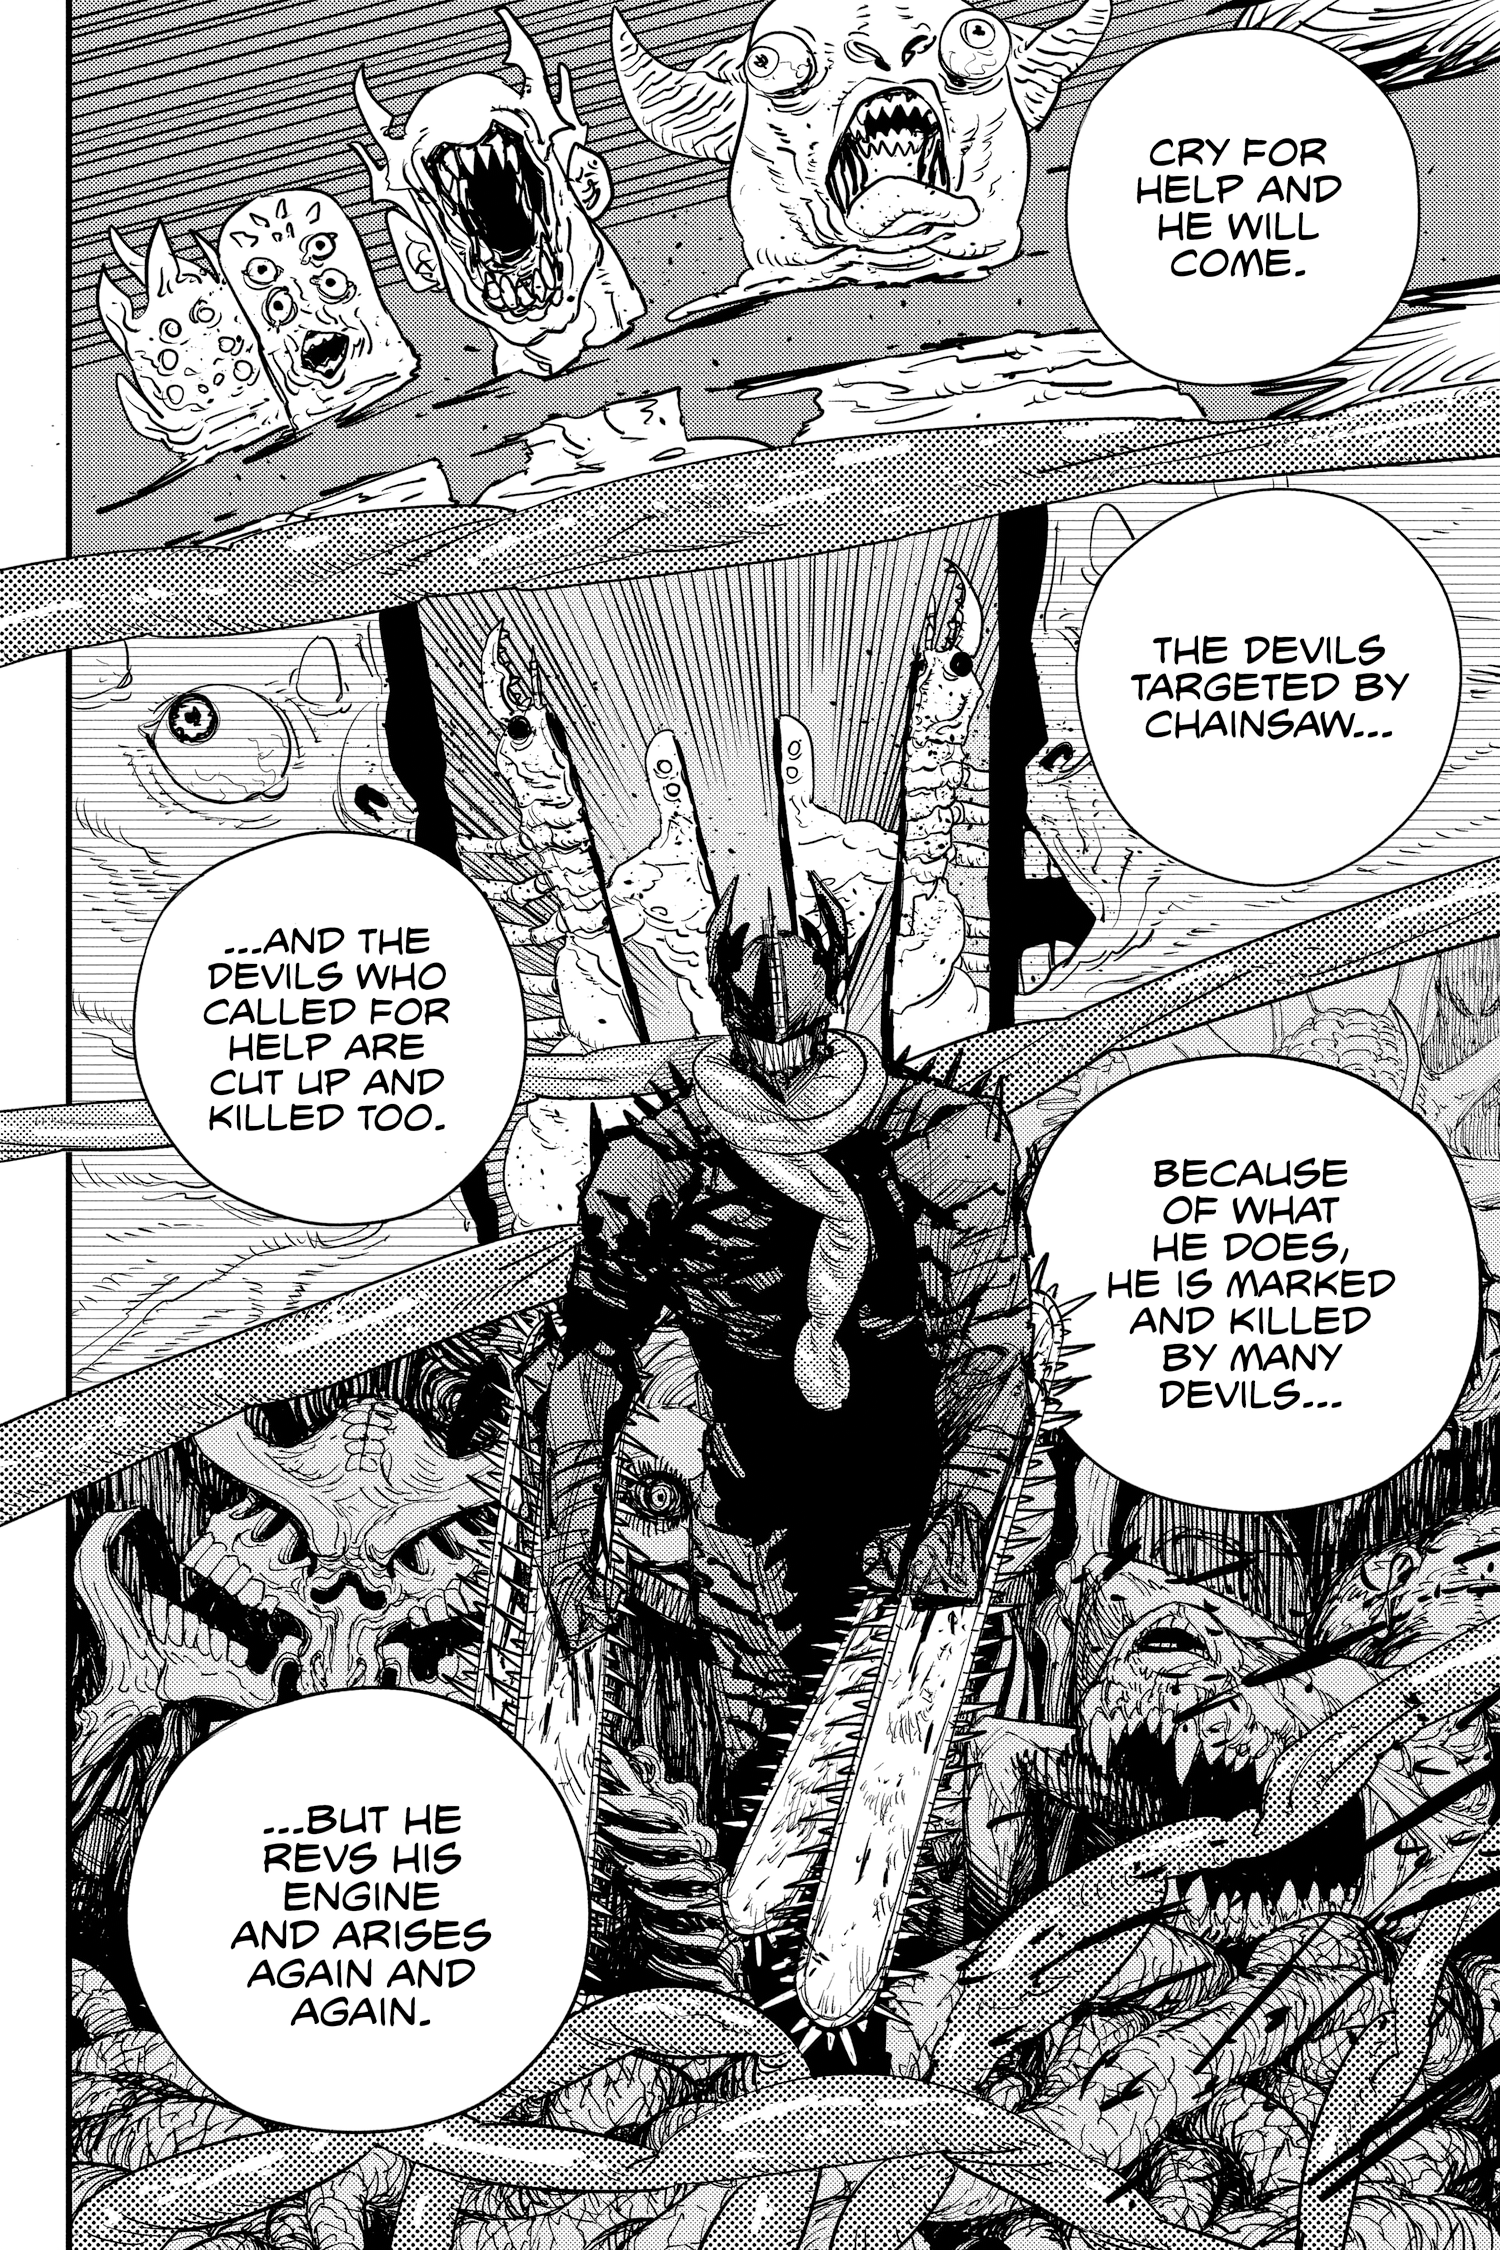 CRY FOR
HELP AND
HE WILL
COME.
THE DEVILS
TARGETED BY
CHAINSAW...
...AND THE
DEVILS WHO
CALLED FOR
HELP ARE
CUT UP AND
KILLED TOO.
BECAUSE
OF WHAT
HE DOES,
HE IS MARKED
AND KILLED
BY MANY
DEVILS...
...BUT HE
REVS HIS
ENGINE
AND ARISES
AGAIN AND
AGAIN.